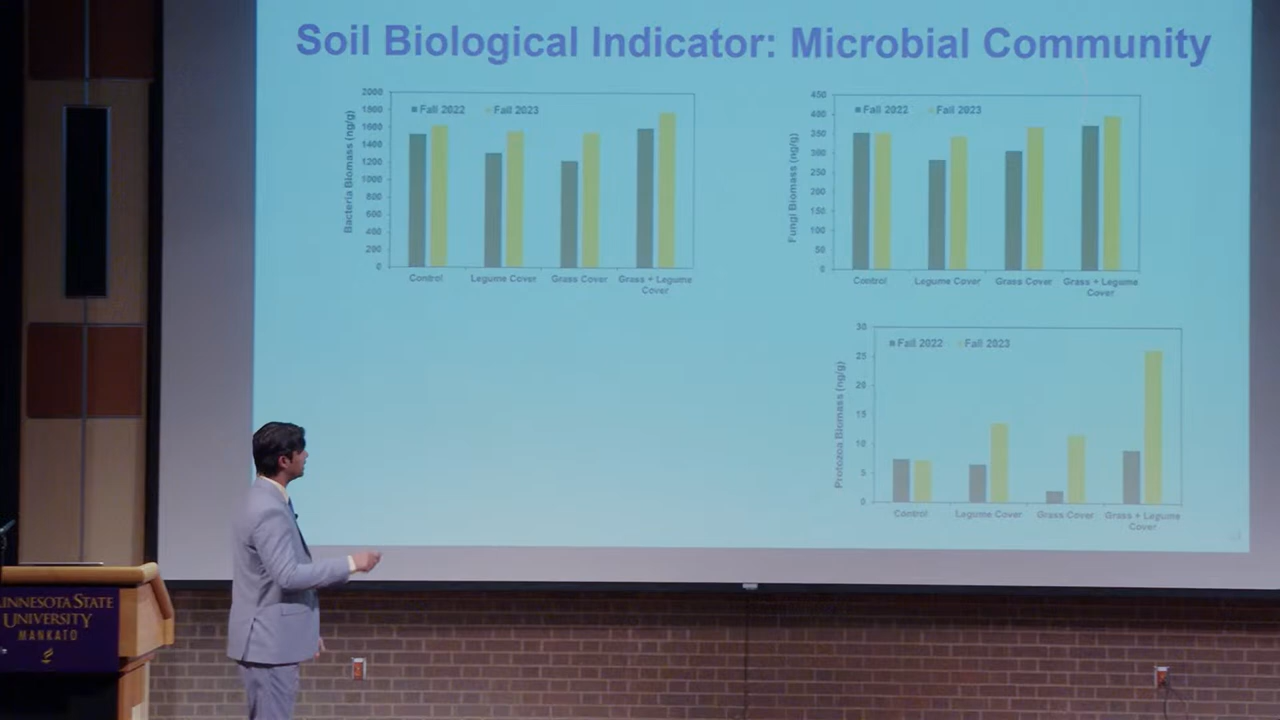 Soil Biological Indicator: Microbial Community
Bacteria Biomass (ng/g)
2000
1800
1600
1400
1200
1000
800
600
400
200
0
Fall 2022 Fall 2023
Control Legume Cover Grass Cover Grass + Legume
Cover
Fungi Biomass (ng/g)
450
400
350
300
250
200
150
100
50
0
Fall 2022 Fall 2023
Control Legume Cover Grass Cover Grass + Legume
Cover
Protozoa Biomass (ng/g)
30
25
20
15
10
5
0
Fall 2022 Fall 2023
Control Legume Cover Grass Cover Grass + Legume
Cover
INNESOTA STATE
UNIVERSITY
MANKATO